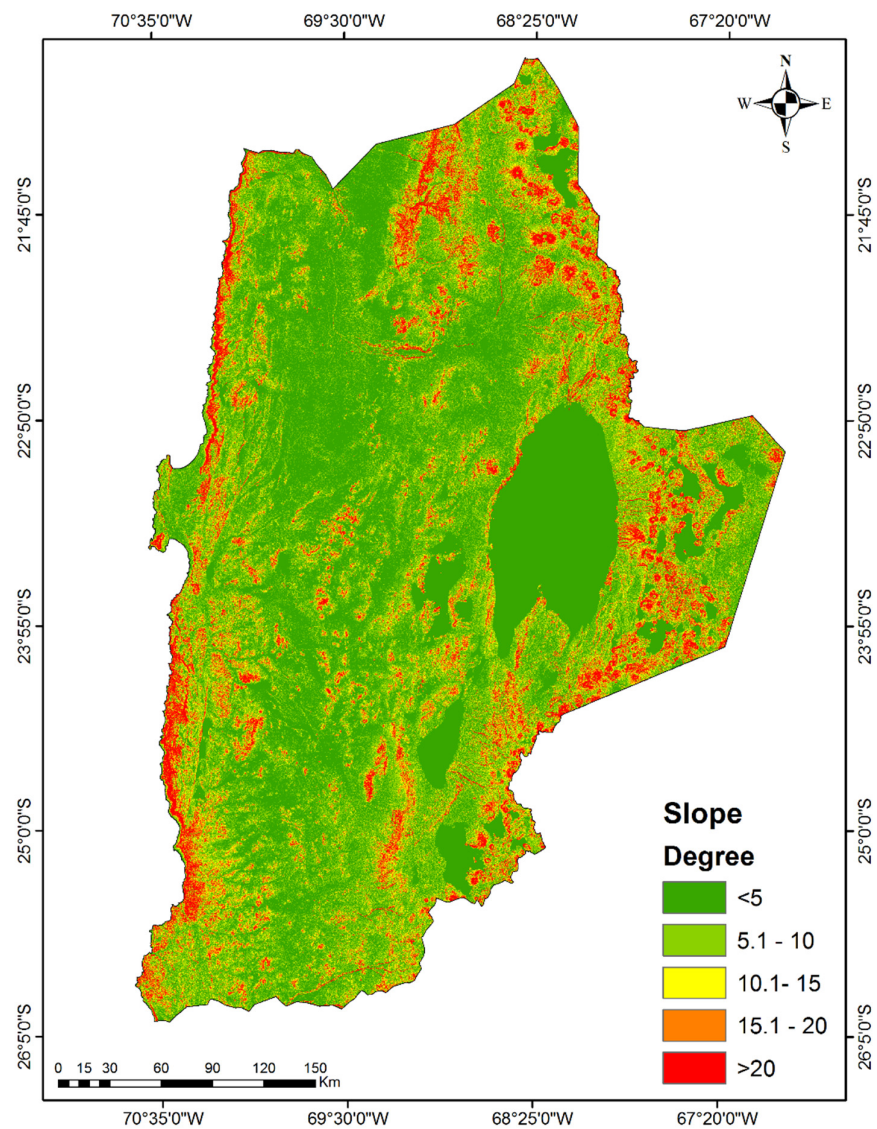 70°35'0"W 69°30'0"W 68°25'0"W 67°20'0"W
N
W E
S
21°45'0"S 21°45'0"S
22°50'0"S 22°50'0"S
23°55'0"S 23°55'0"S
25°0'0"S 25°0'0"S
26°5'0"S 26°5'0"S
Slope
Degree
<5
5.1 - 10
10.1- 15
15.1 - 20
>20
0 15 30 60 90 120 150
Km
70°35'0"W 69°30'0"W 68°25'0"W 67°20'0"W